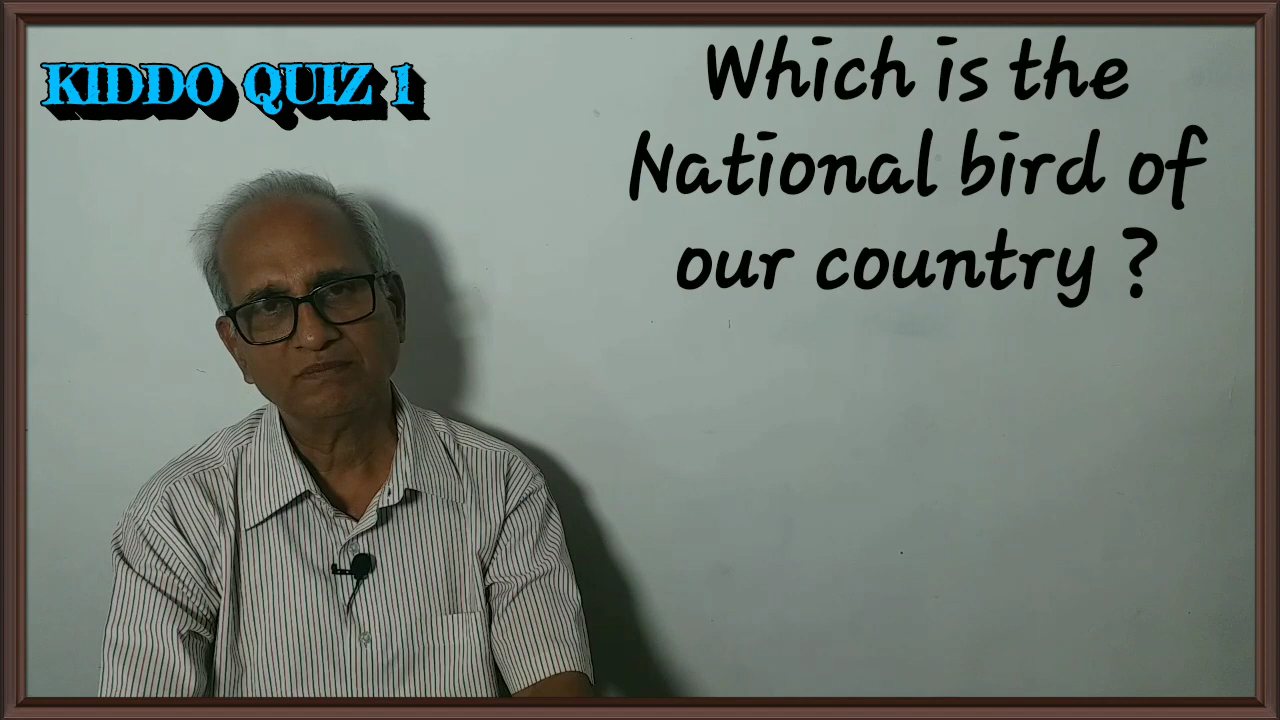 KIDDO QUIZ 1
Which is the
National bird of
our country ?